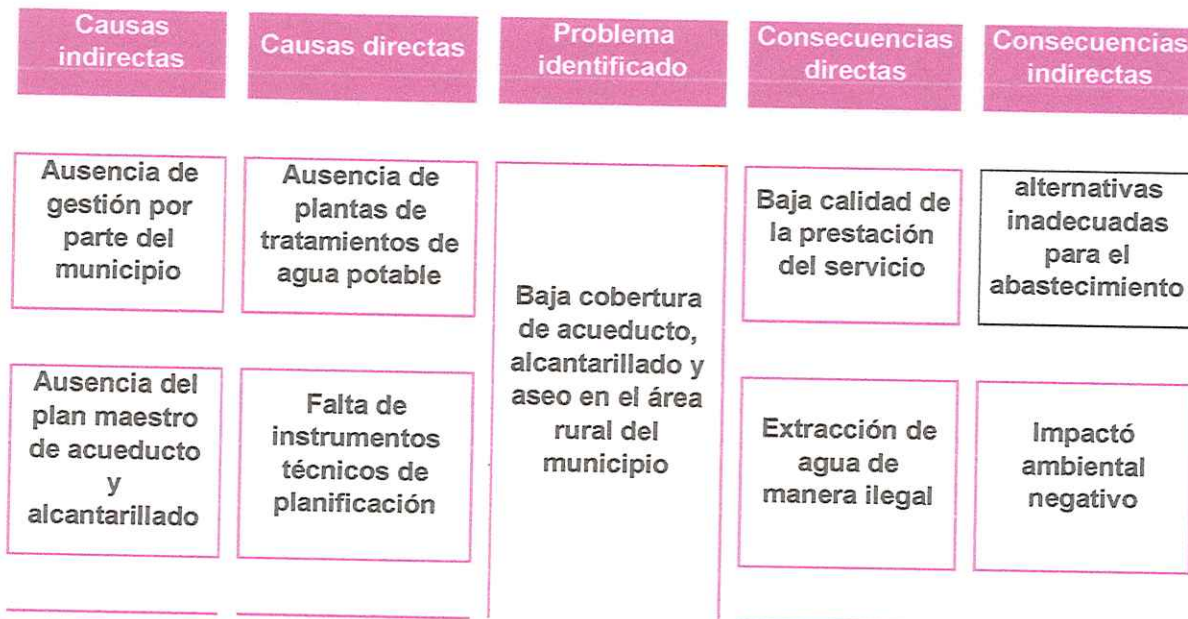 Causas
indirectas
Causas directas
Problema
identificado
Consecuencias
directas
Consecuencias
indirectas
Ausencia de
gestión por
parte del
municipio
Ausencia de
plantas de
tratamientos de
agua potable
Baja cobertura
de acueducto,
alcantarillado y
aseo en el área
rural del
municipio
Baja calidad de
la prestación
del servicio
alternativas
inadecuadas
para el
abastecimiento
Ausencia del
plan maestro
de acueducto
y
alcantarillado
Falta de
instrumentos
técnicos de
planificación
Extracción de
agua de
manera ilegal
Impactó
ambiental
negativo